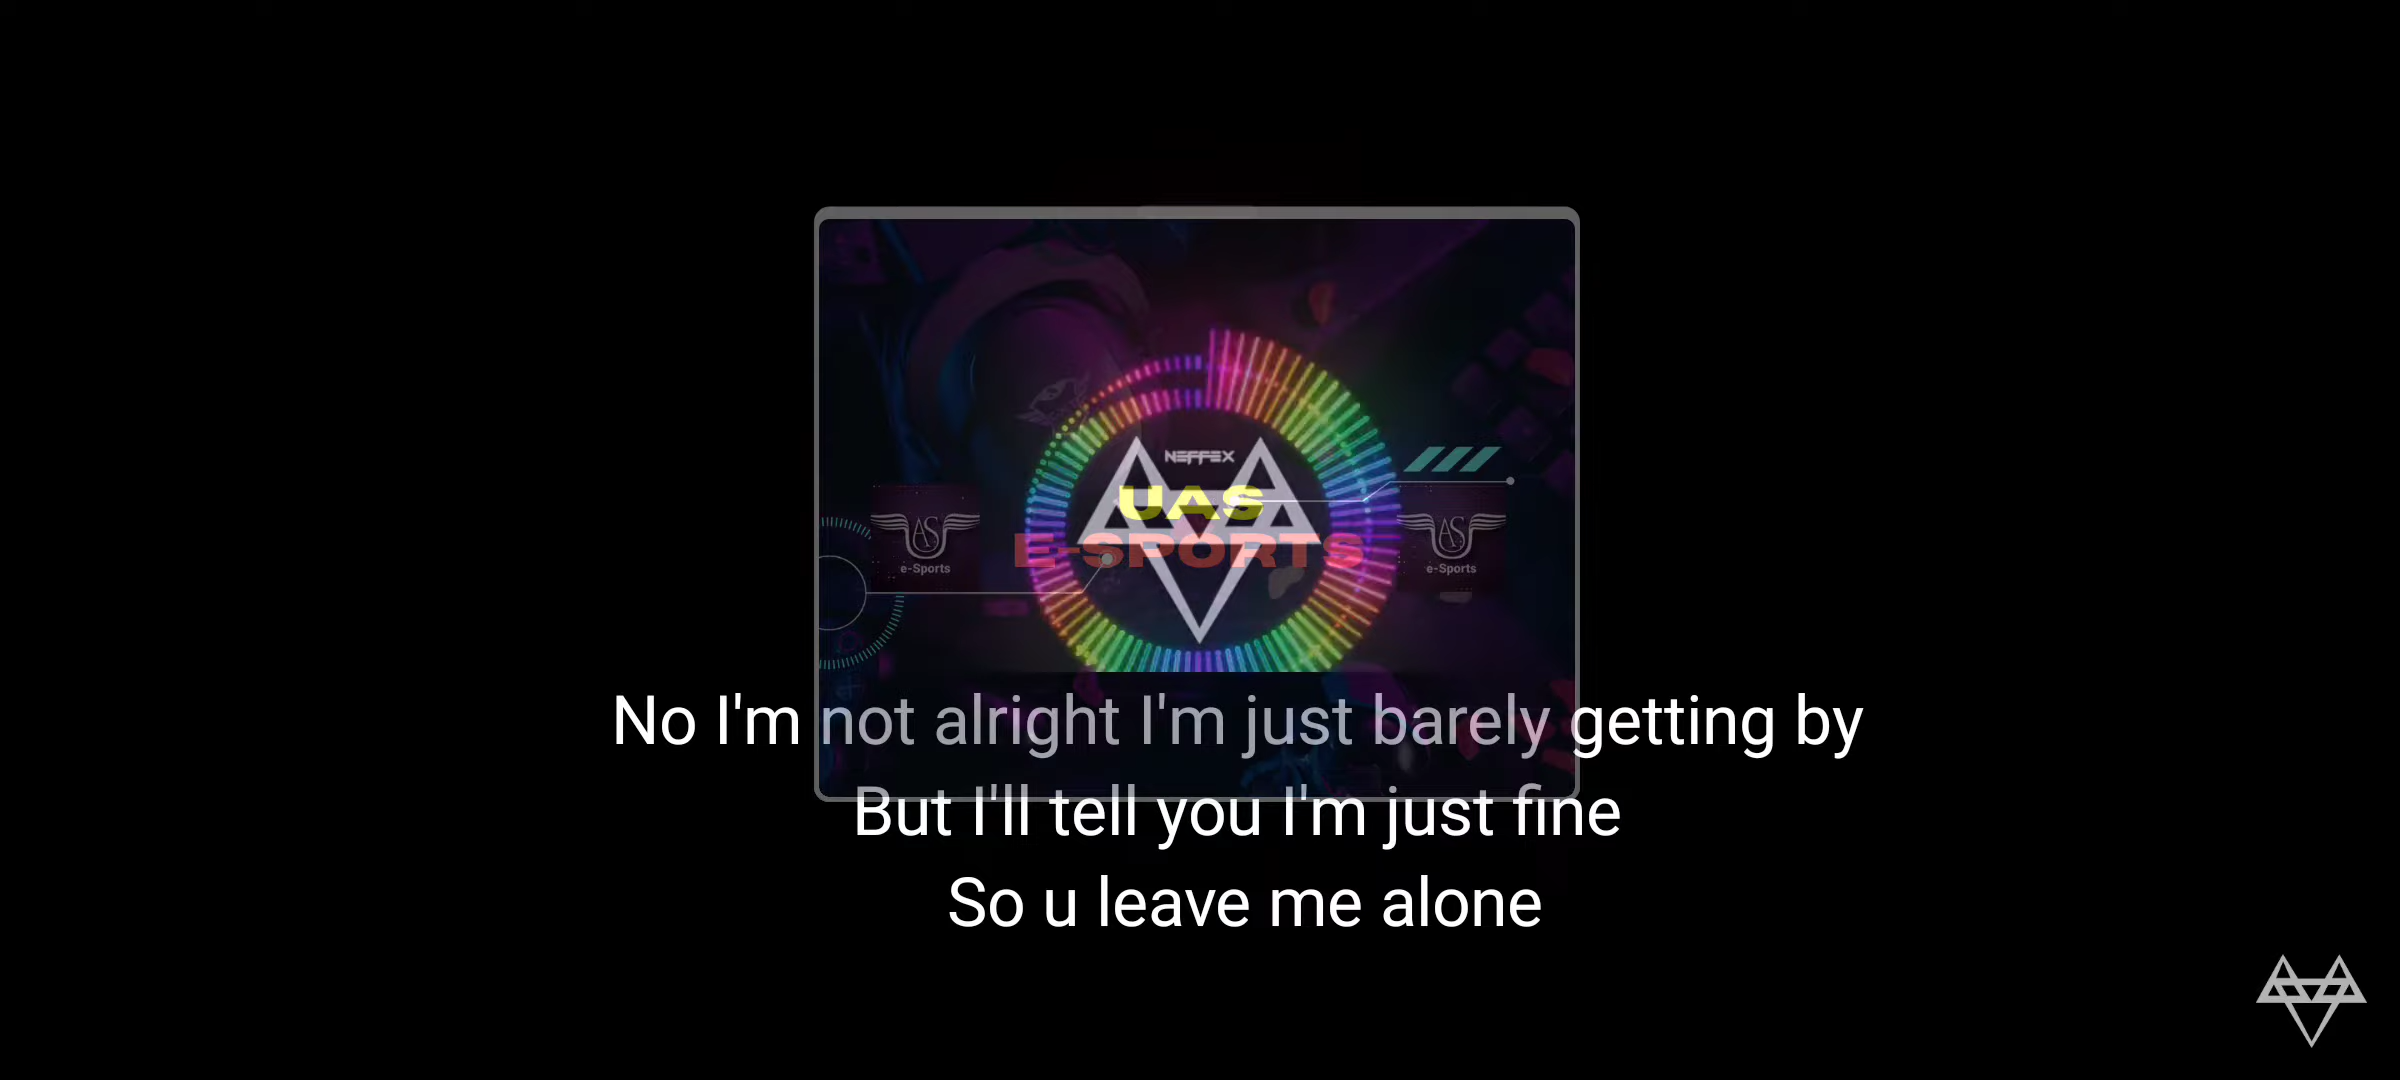 NEFFEX
UAS
E-SPORTS
AS
e-Sports
AS
e-Sports
No I'm not alright I'm just barely getting by
But I'll tell you I'm just fine
So u leave me alone